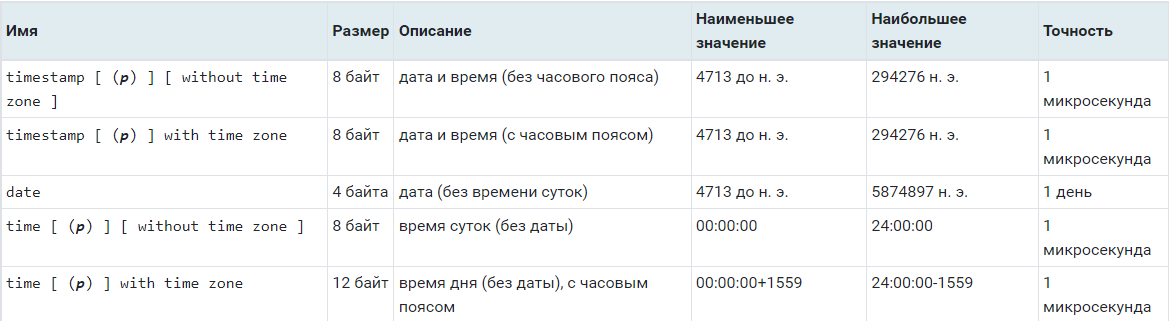 Имя Размер Описание Наименьшее значение Наибольшее значение Точность
timestamp [ (p) ] [ without time zone ] 8 байт дата и время (без часового пояса) 4713 до н. э. 294276 н. э. 1 микросекунда
timestamp [ (p) ] with time zone 8 байт дата и время (с часовым поясом) 4713 до н. э. 294276 н. э. 1 микросекунда
date 4 байта дата (без времени суток) 4713 до н. э. 5874897 н. э. 1 день
time [ (p) ] [ without time zone ] 8 байт время суток (без даты) 00:00:00 24:00:00 1 микросекунда
time [ (p) ] with time zone 12 байт время дня (без даты), с часовым поясом 00:00:00+1559 24:00:00-1559 1 микросекунда